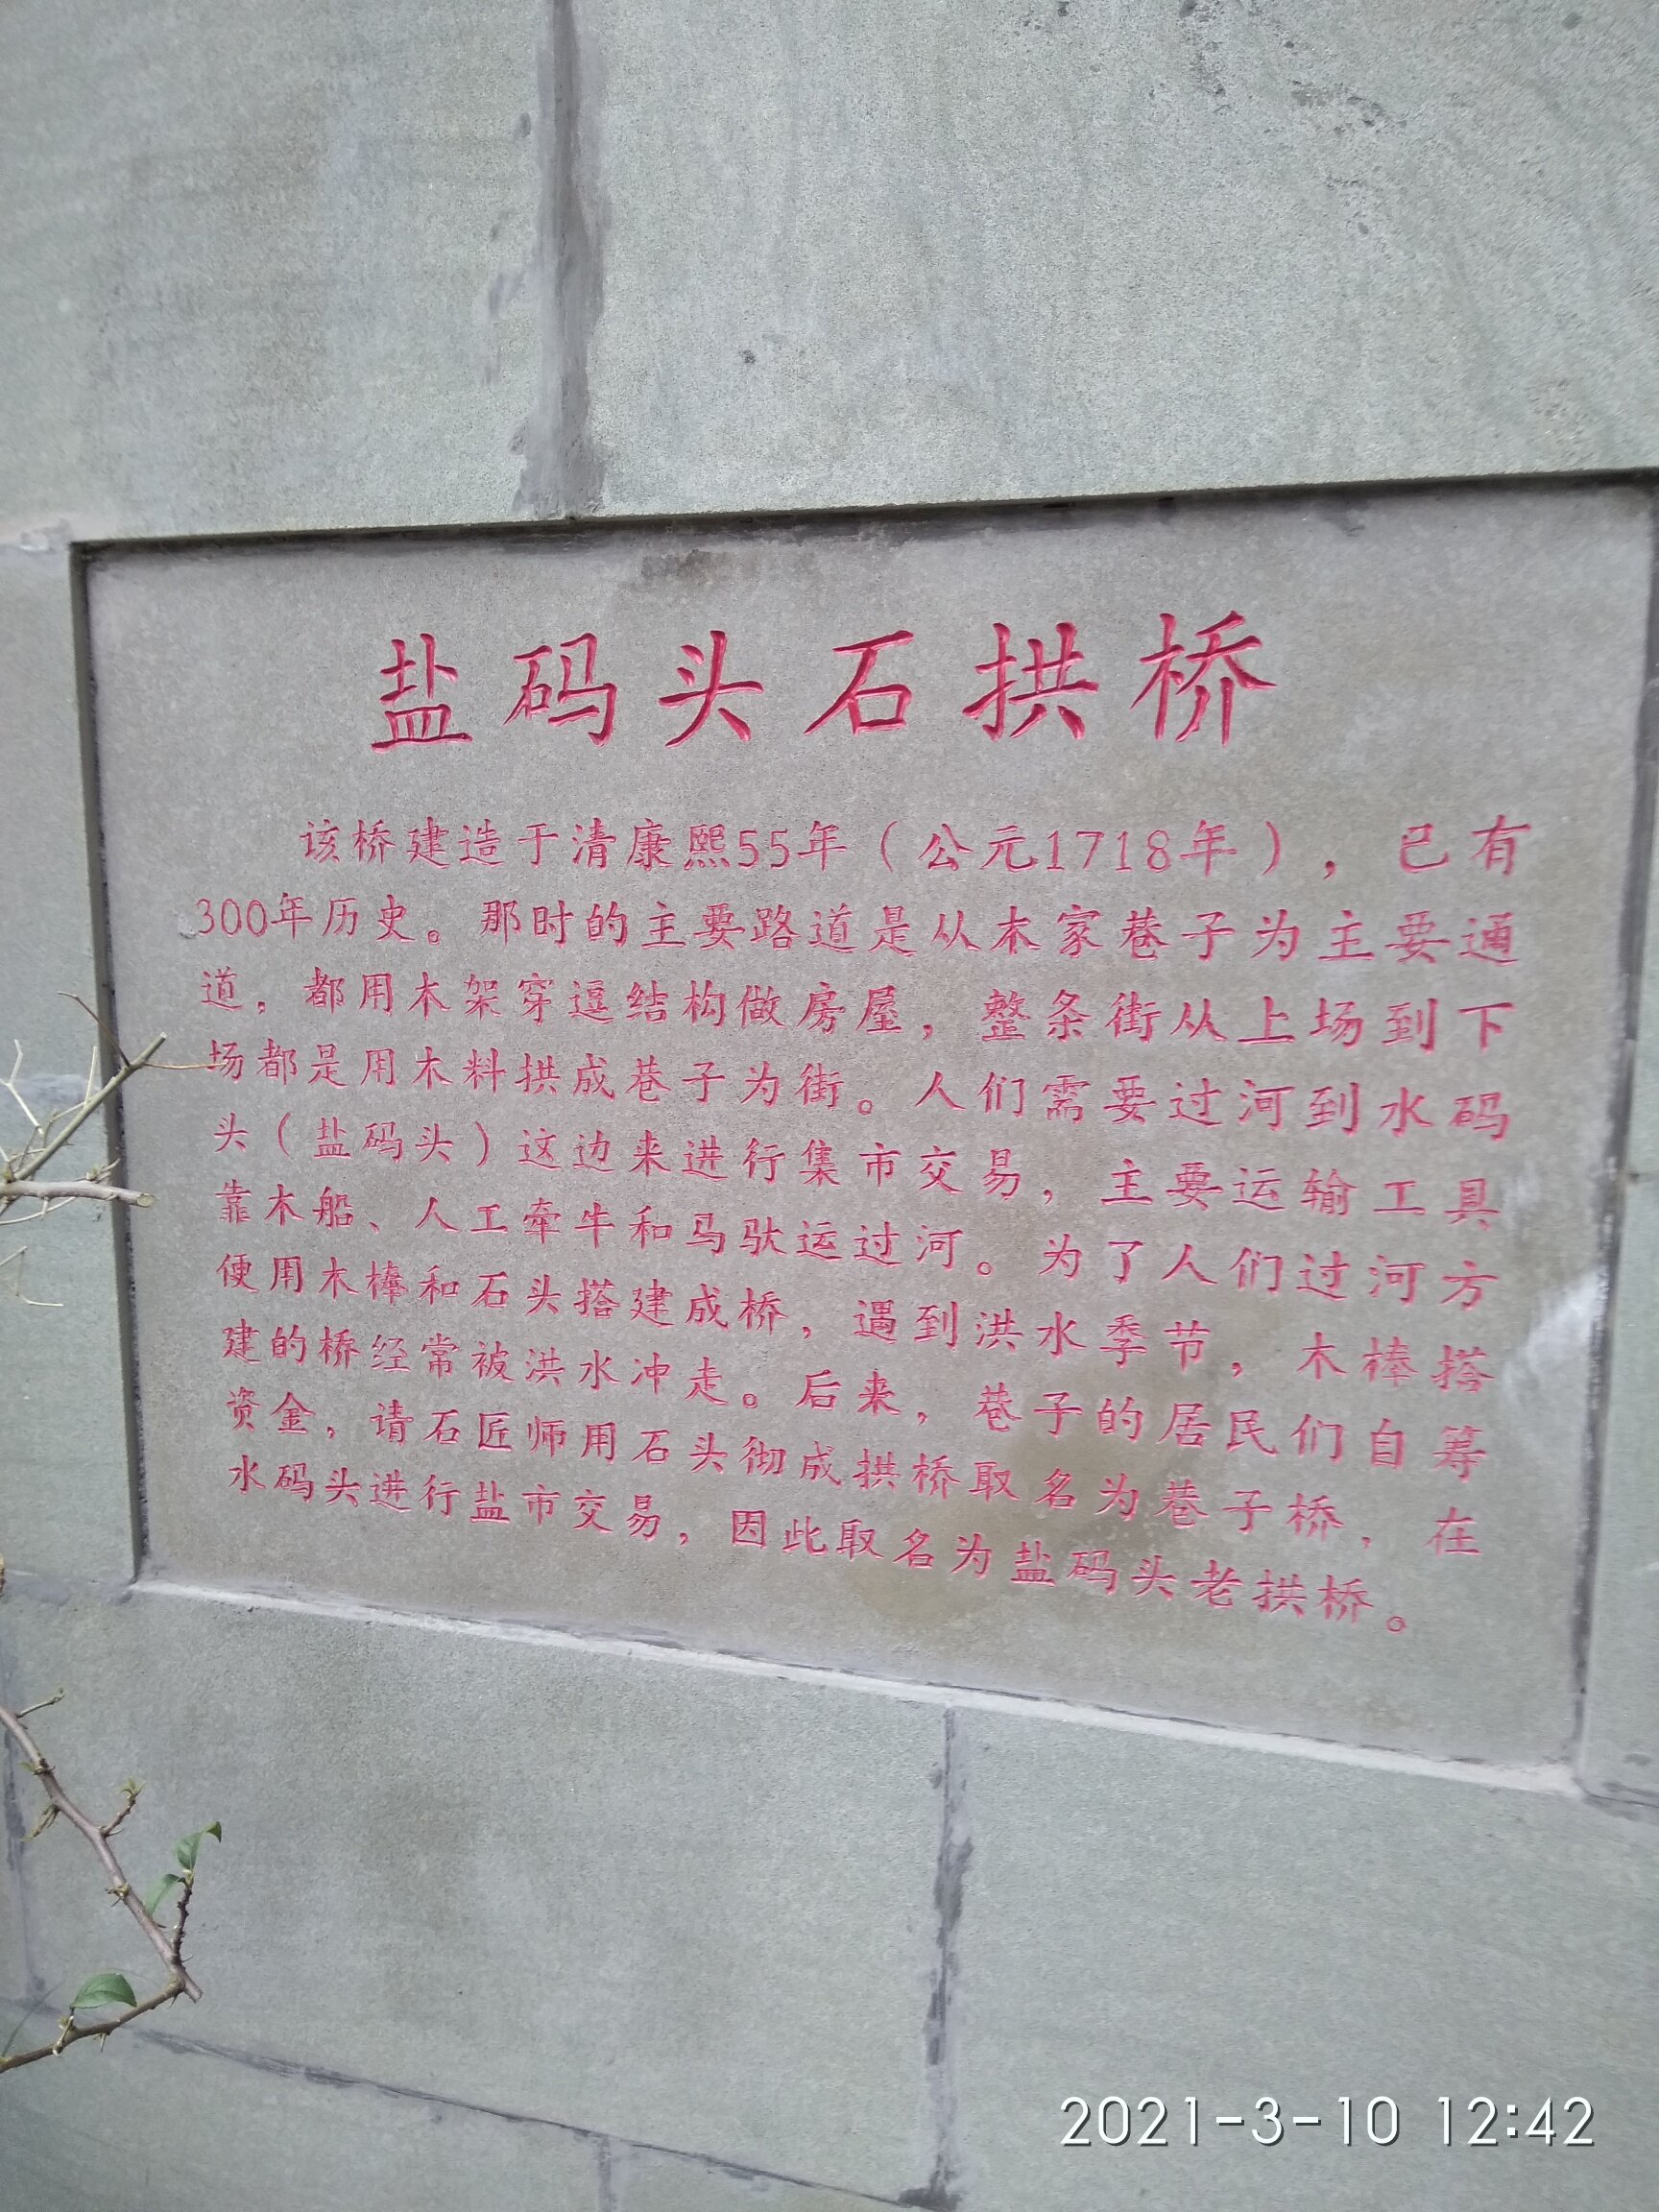 盐码头石拱桥
该桥建造于清康熙55年（公元1718年），已有
300年历史。那时的主要路道是从木家巷子为主要通
道，都用木架穿逗结构做房屋，整条街从上场到下
场都是用木料拱成巷子为街。人们需要过河到水码
头（盐码头）这边来进行集市交易，主要运输工具
靠木船、人工牵牛和马驮运过河。为了人们过河方
便用木棒和石头搭建成桥，遇到洪水季节，木棒搭
建的桥经常被洪水冲走。后来，巷子的居民们自筹
资金，请石匠师用石头彻成拱桥取名为巷子桥，在
水码头进行盐市交易，因此取名为盐码头老拱桥。
2021-3-10 12:42